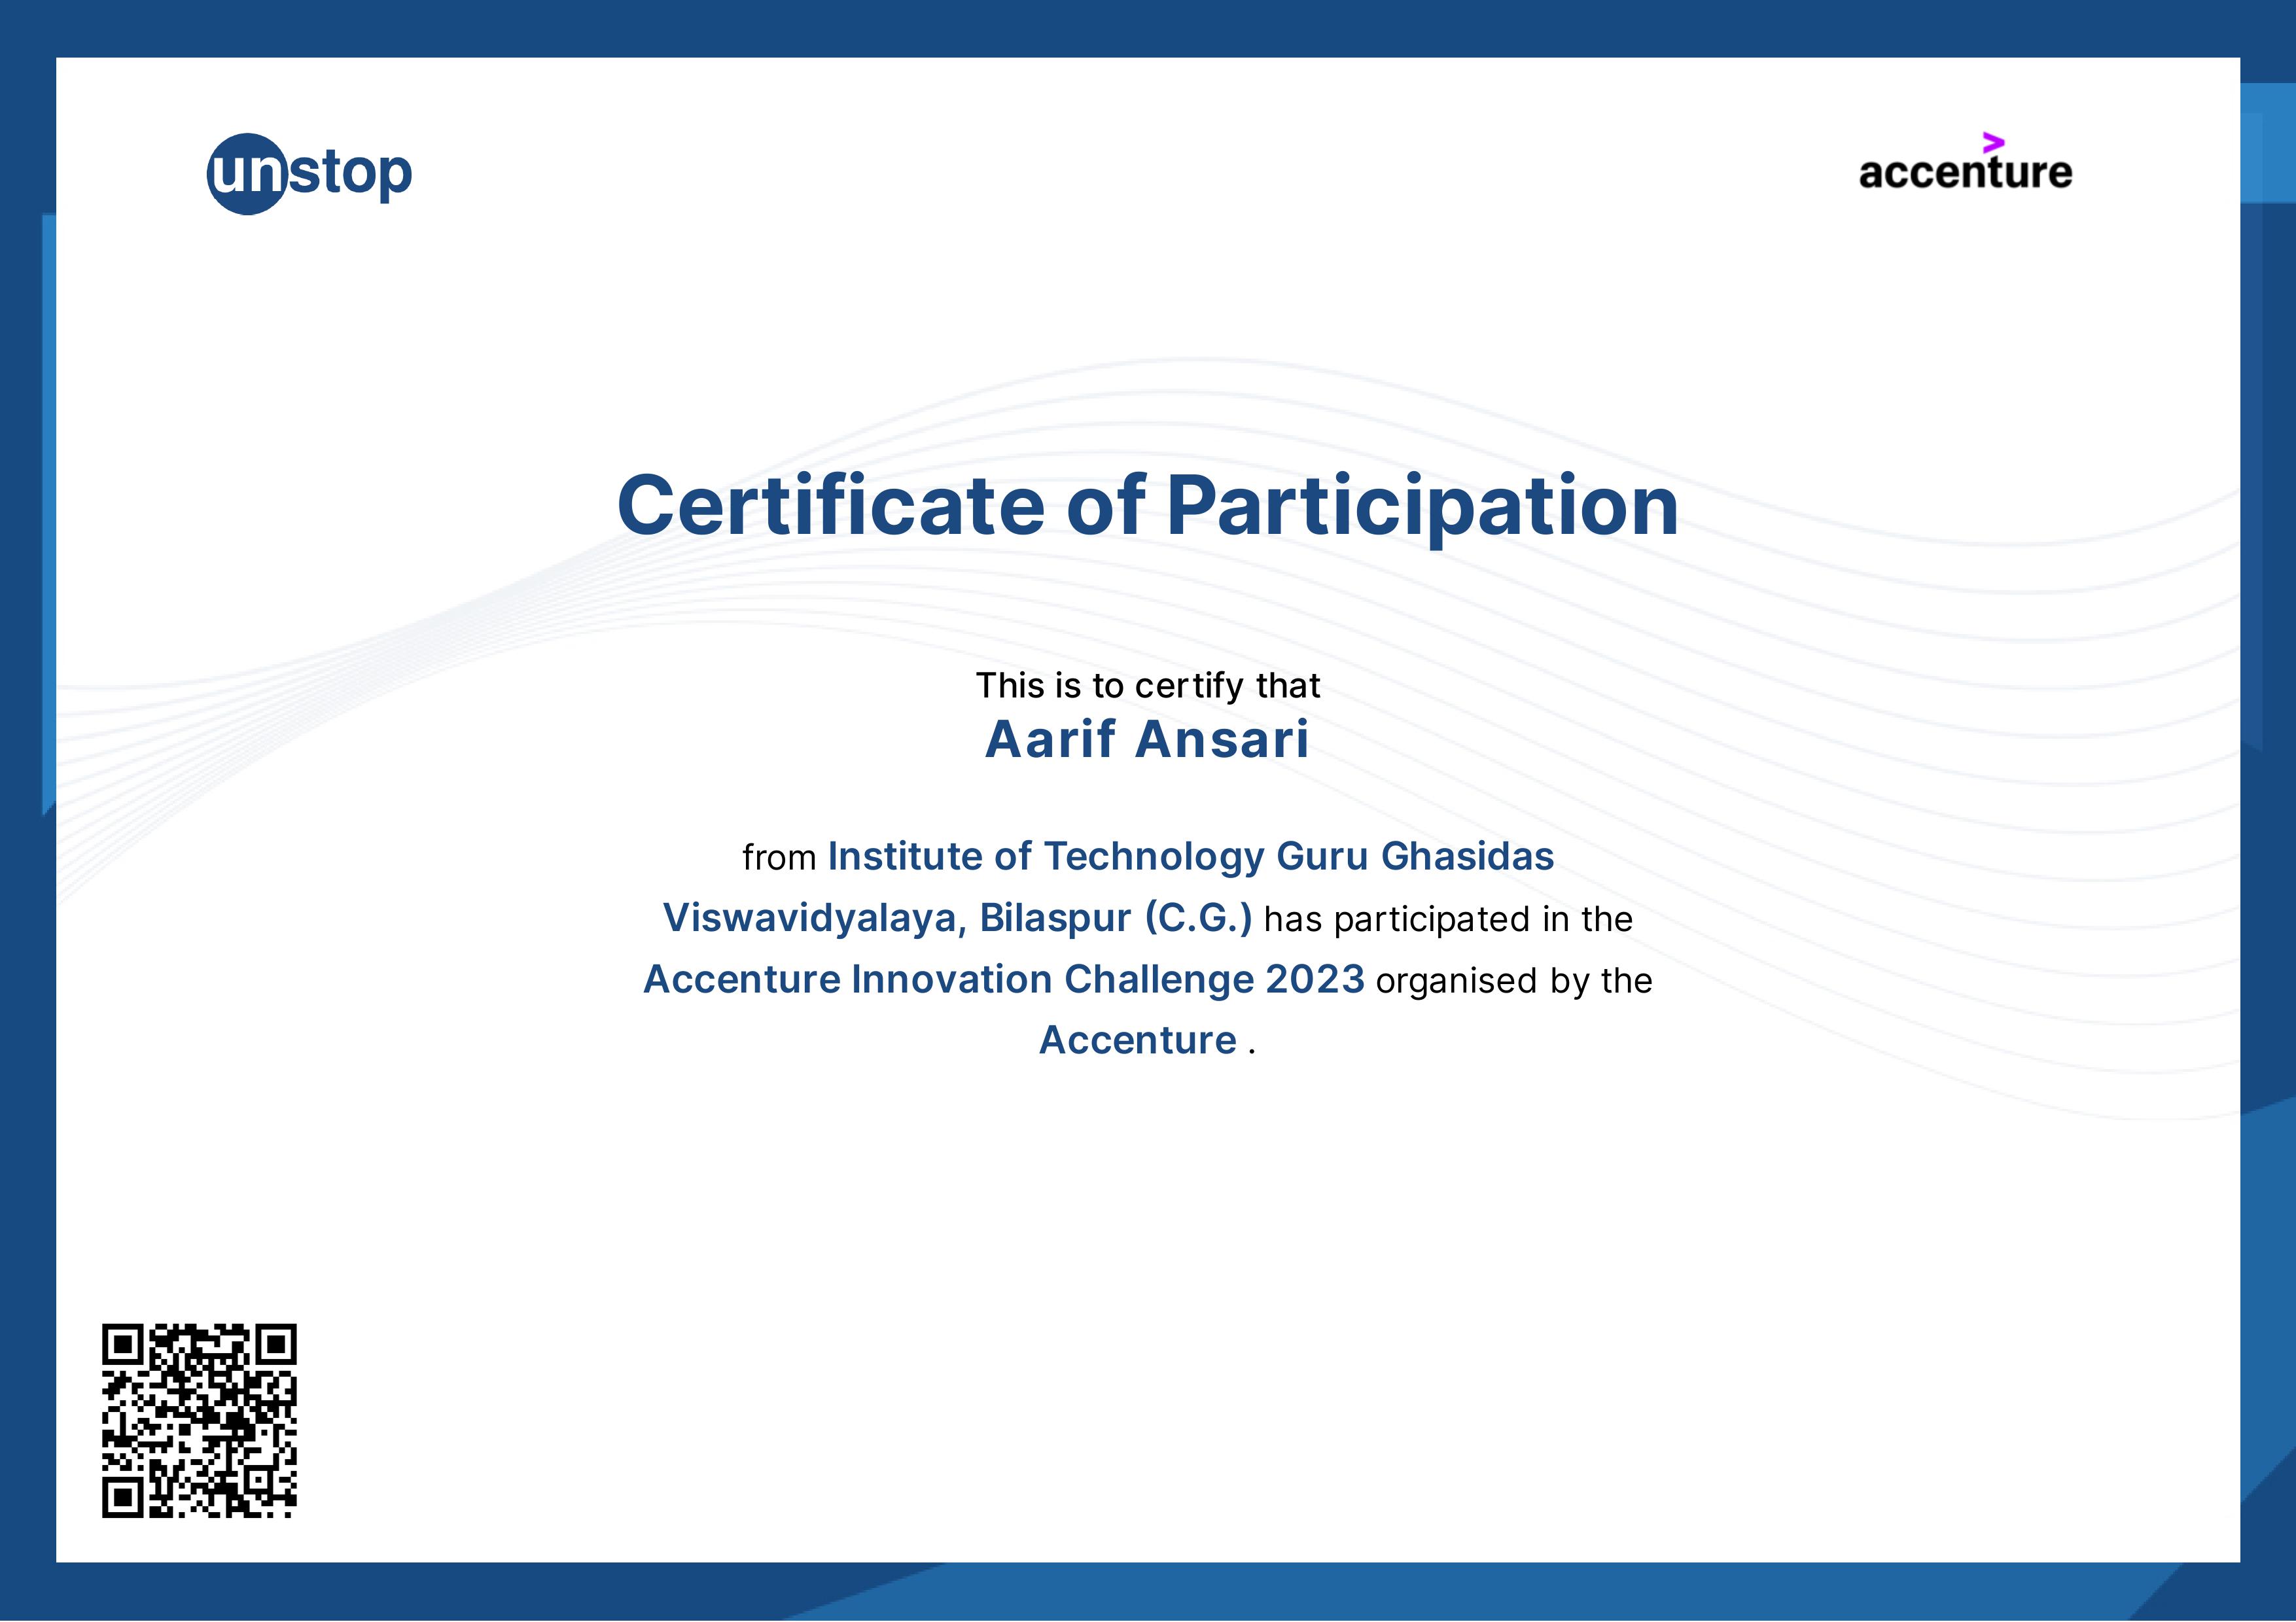 unstop
accenture
Certificate of Participation
This is to certify that
Aarif Ansari
from Institute of Technology Guru Ghasidas
Viswavidyalaya, Bilaspur (C.G.) has participated in the
Accenture Innovation Challenge 2023 organised by the
Accenture .